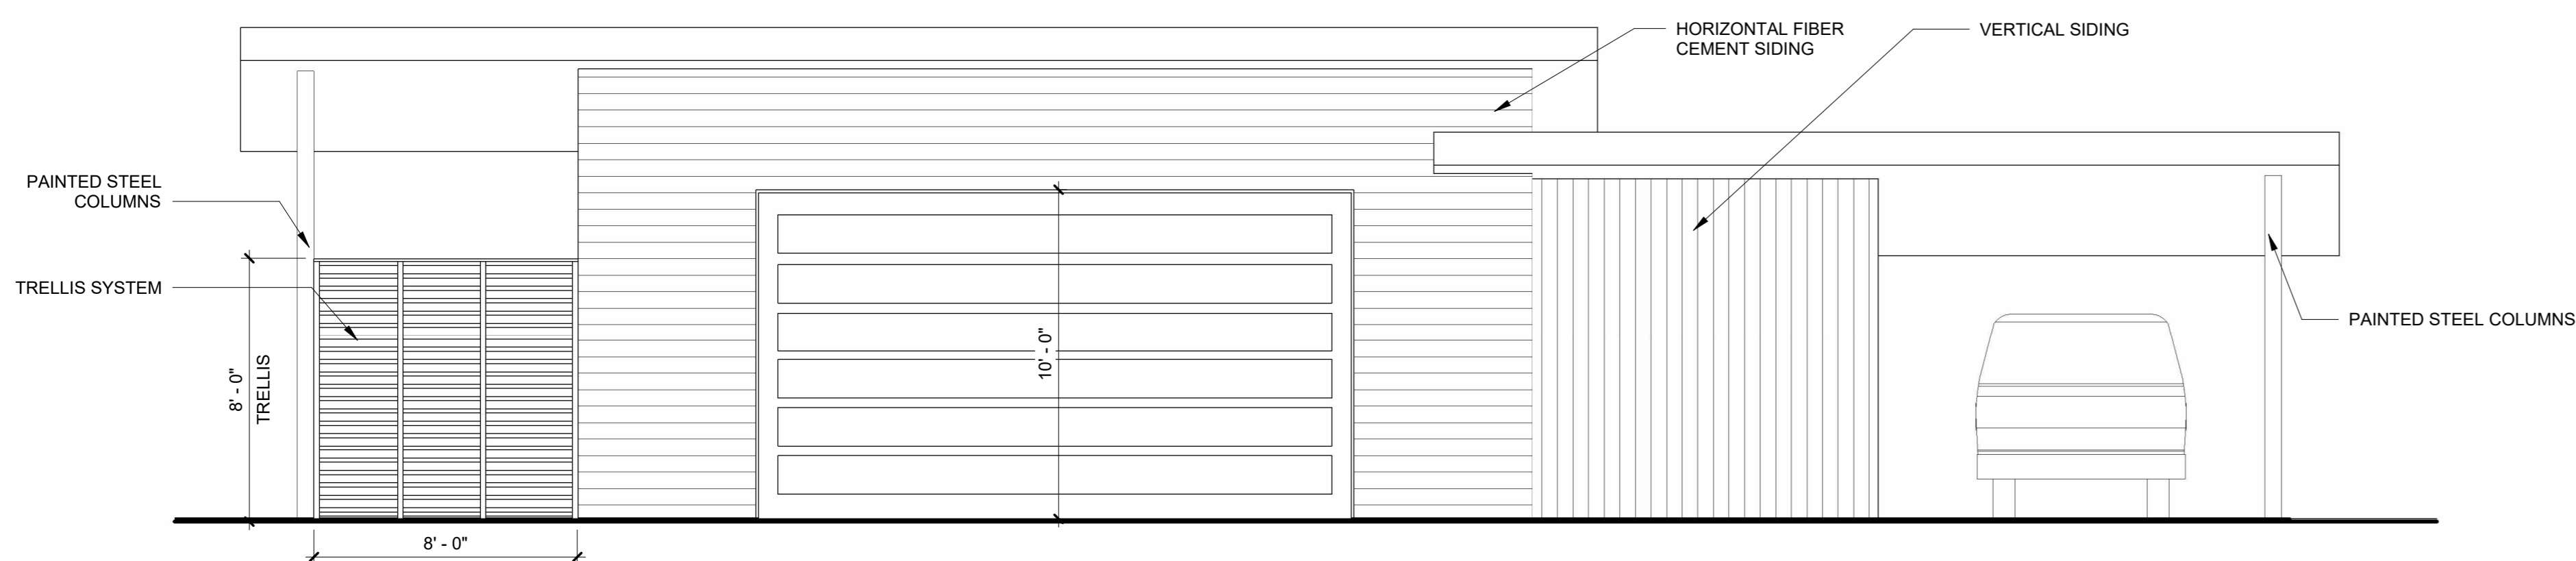 HORIZONTAL FIBER
CEMENT SIDING
VERTICAL SIDING
PAINTED STEEL
COLUMNS
TRELLIS SYSTEM
8' - 0"
TRELLIS
10' - 0"
PAINTED STEEL COLUMNS
8' - 0"